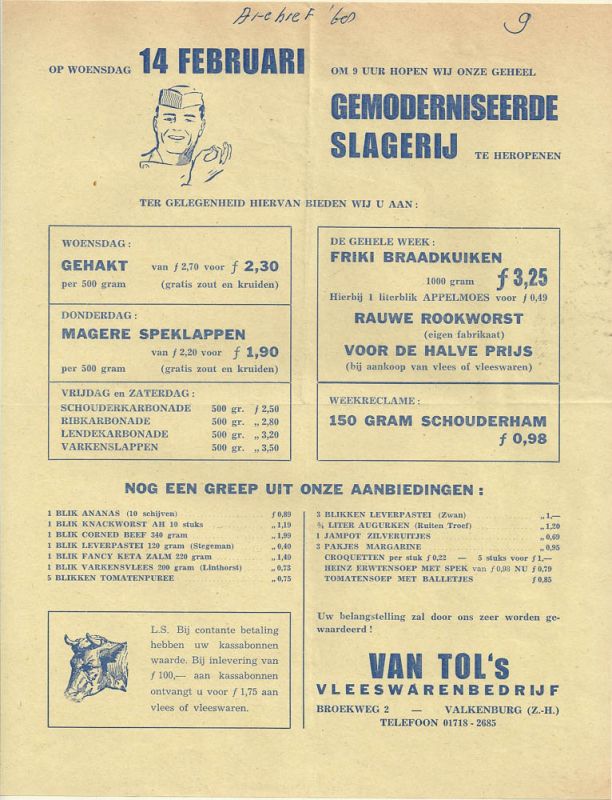 Archief '68
9
OP WOENSDAG 14 FEBRUARI OM 9 UUR HOPEN WIJ ONZE GEHEEL
GEMODERNISEERDE
SLAGERIJ TE HEROPENEN
TER GELEGENHEID HIERVAN BIEDEN WIJ U AAN:
WOENSDAG:
GEHAKT van ƒ 2,70 voor ƒ 2,30
per 500 gram (gratis zout en kruiden)
DONDERDAG:
MAGERE SPEKLAPPEN
van ƒ 2,20 voor ƒ 1,90
per 500 gram (gratis zout en kruiden)
VRIJDAG en ZATERDAG:
SCHOUDERKARBONADE 500 gr. ƒ 2,50
RIBKARBONADE 500 gr. „ 2,80
LENDEKARBONADE 500 gr. „ 3,20
VARKENSLAPPEN 500 gr. „ 3,50
DE GEHELE WEEK:
FRIKI BRAADKUIKEN
1000 gram ƒ 3,25
Hierbij 1 literblik APPELMOES voor ƒ 0,49
RAUWE ROOKWORST
(eigen fabrikaat)
VOOR DE HALVE PRIJS
(bij aankoop van vlees of vleeswaren)
WEEKRECLAME:
150 GRAM SCHOUDERHAM
ƒ 0,98
NOG EEN GREEP UIT ONZE AANBIEDINGEN:
1 BLIK ANANAS (10 schijven) ƒ 0,89
1 BLIK KNACKWORST AH 10 stuks „ 1,19
1 BLIK CORNED BEEF 340 gram „ 1,99
1 BLIK LEVERPASTEI 120 gram (Stegeman) „ 0,40
1 BLIK FANCY KETA ZALM 220 gram „ 1,49
1 BLIK VARKENSVLEES 200 gram (Linthorst) „ 0,73
5 BLIKKEN TOMATENPUREE „ 0,75
3 BLIKKEN LEVERPASTEI (Zwan) „ 1,—
LITER AUGURKEN (Ruiten Troef) „ 1,20
1 JAMPOT ZILVERUITJES „ 0,69
3 PAKJES MARGARINE „ 0,95
CROQUETTEN per stuk ƒ 0,22 — 5 stuks voor ƒ 1,—
HEINZ ERWTENSOEP MET SPEK van ƒ 0,98 NU ƒ 0,79
TOMATENSOEP MET BALLETJES ƒ 0,85
L.S. Bij contante betaling
hebben uw kassabonnen
waarde. Bij inlevering van
ƒ 100,— aan kassabonnen
ontvangt u voor ƒ 1,75 aan
vlees of vleeswaren.
Uw belangstelling zal door ons zeer worden ge-
waardeerd !
VAN TOL's
VLEESWARENBEDRIJF
BROEKWEG 2 — VALKENBURG (Z.-H.)
TELEFOON 01718 - 2685